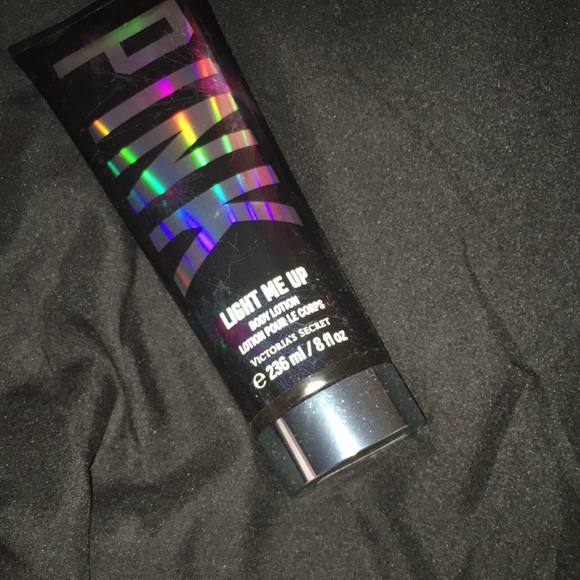 PINK
LIGHT ME UP
BODY LOTION
LOTION POUR LE CORPS
VICTORIA'S SECRET
℮ 236 ml / 8 fl oz